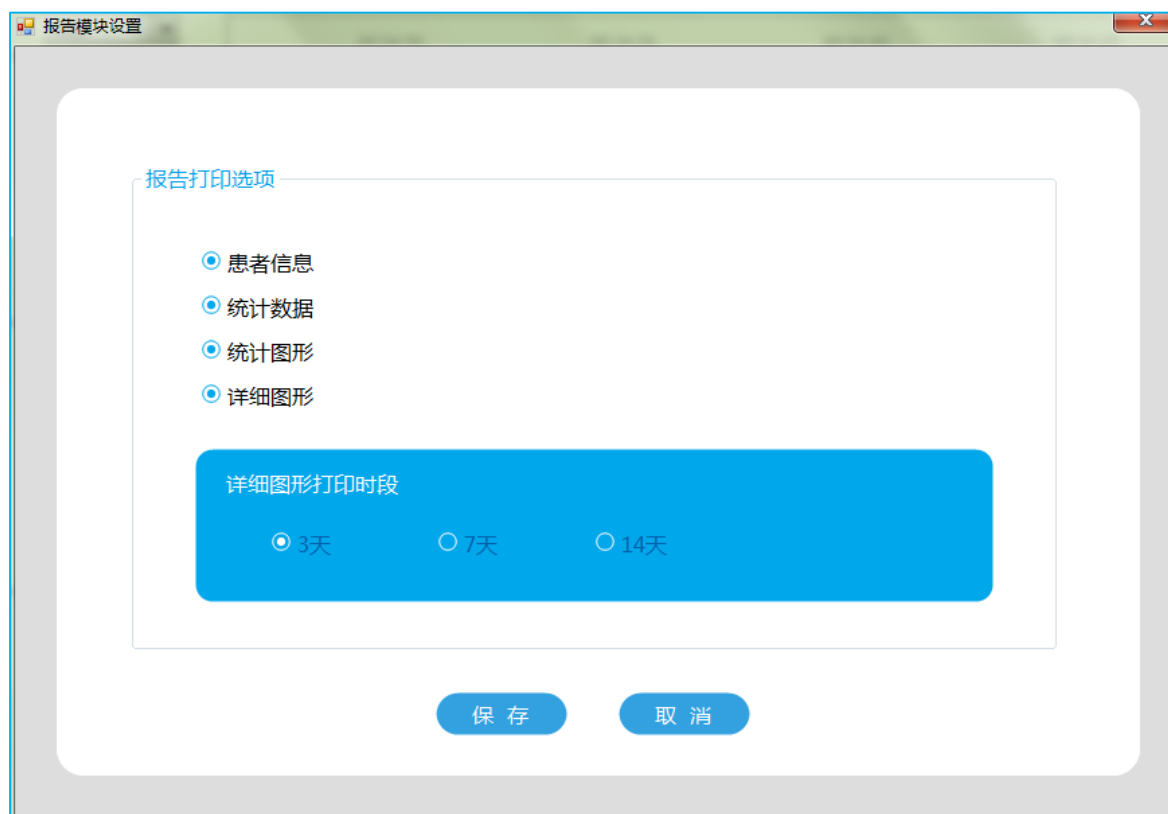 报告模块设置
报告打印选项
患者信息
统计数据
统计图形
详细图形
详细图形打印时段
3天 7天 14天
保存 取消